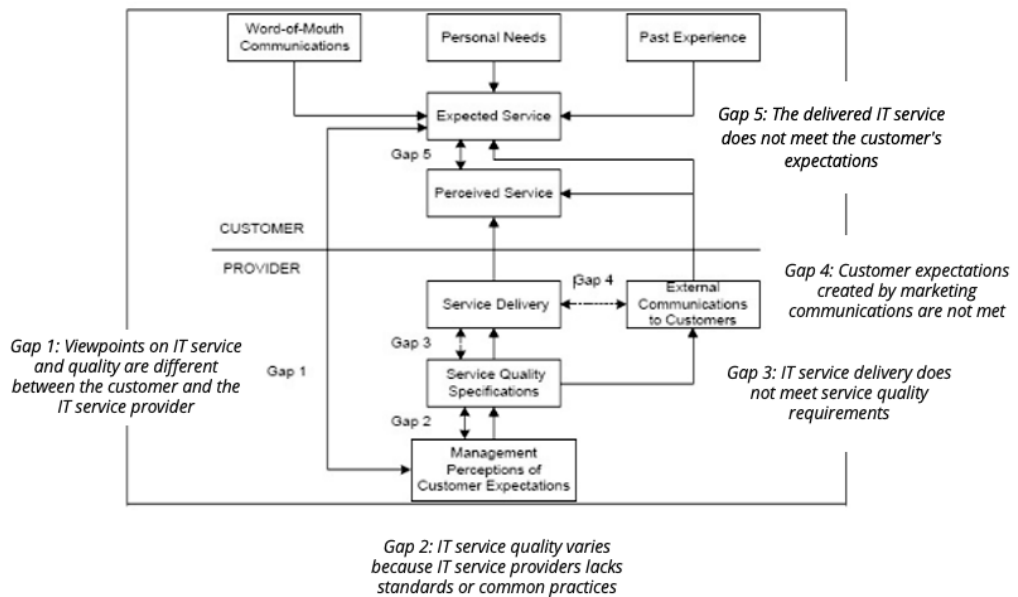 Word-of-Mouth
Communications
Personal Needs
Past Experience
Expected Service
Gap 5: The delivered IT service
does not meet the customer's
expectations
Gap 5
Perceived Service
CUSTOMER
PROVIDER
Gap 4
Service Delivery
External
Communications
to Customers
Gap 4: Customer expectations
created by marketing
communications are not met
Gap 1: Viewpoints on IT service
and quality are different
between the customer and the
IT service provider
Gap 3
Gap 1
Service Quality
Specifications
Gap 3: IT service delivery does
not meet service quality
requirements
Gap 2
Management
Perceptions of
Customer Expectations
Gap 2: IT service quality varies
because IT service providers lacks
standards or common practices